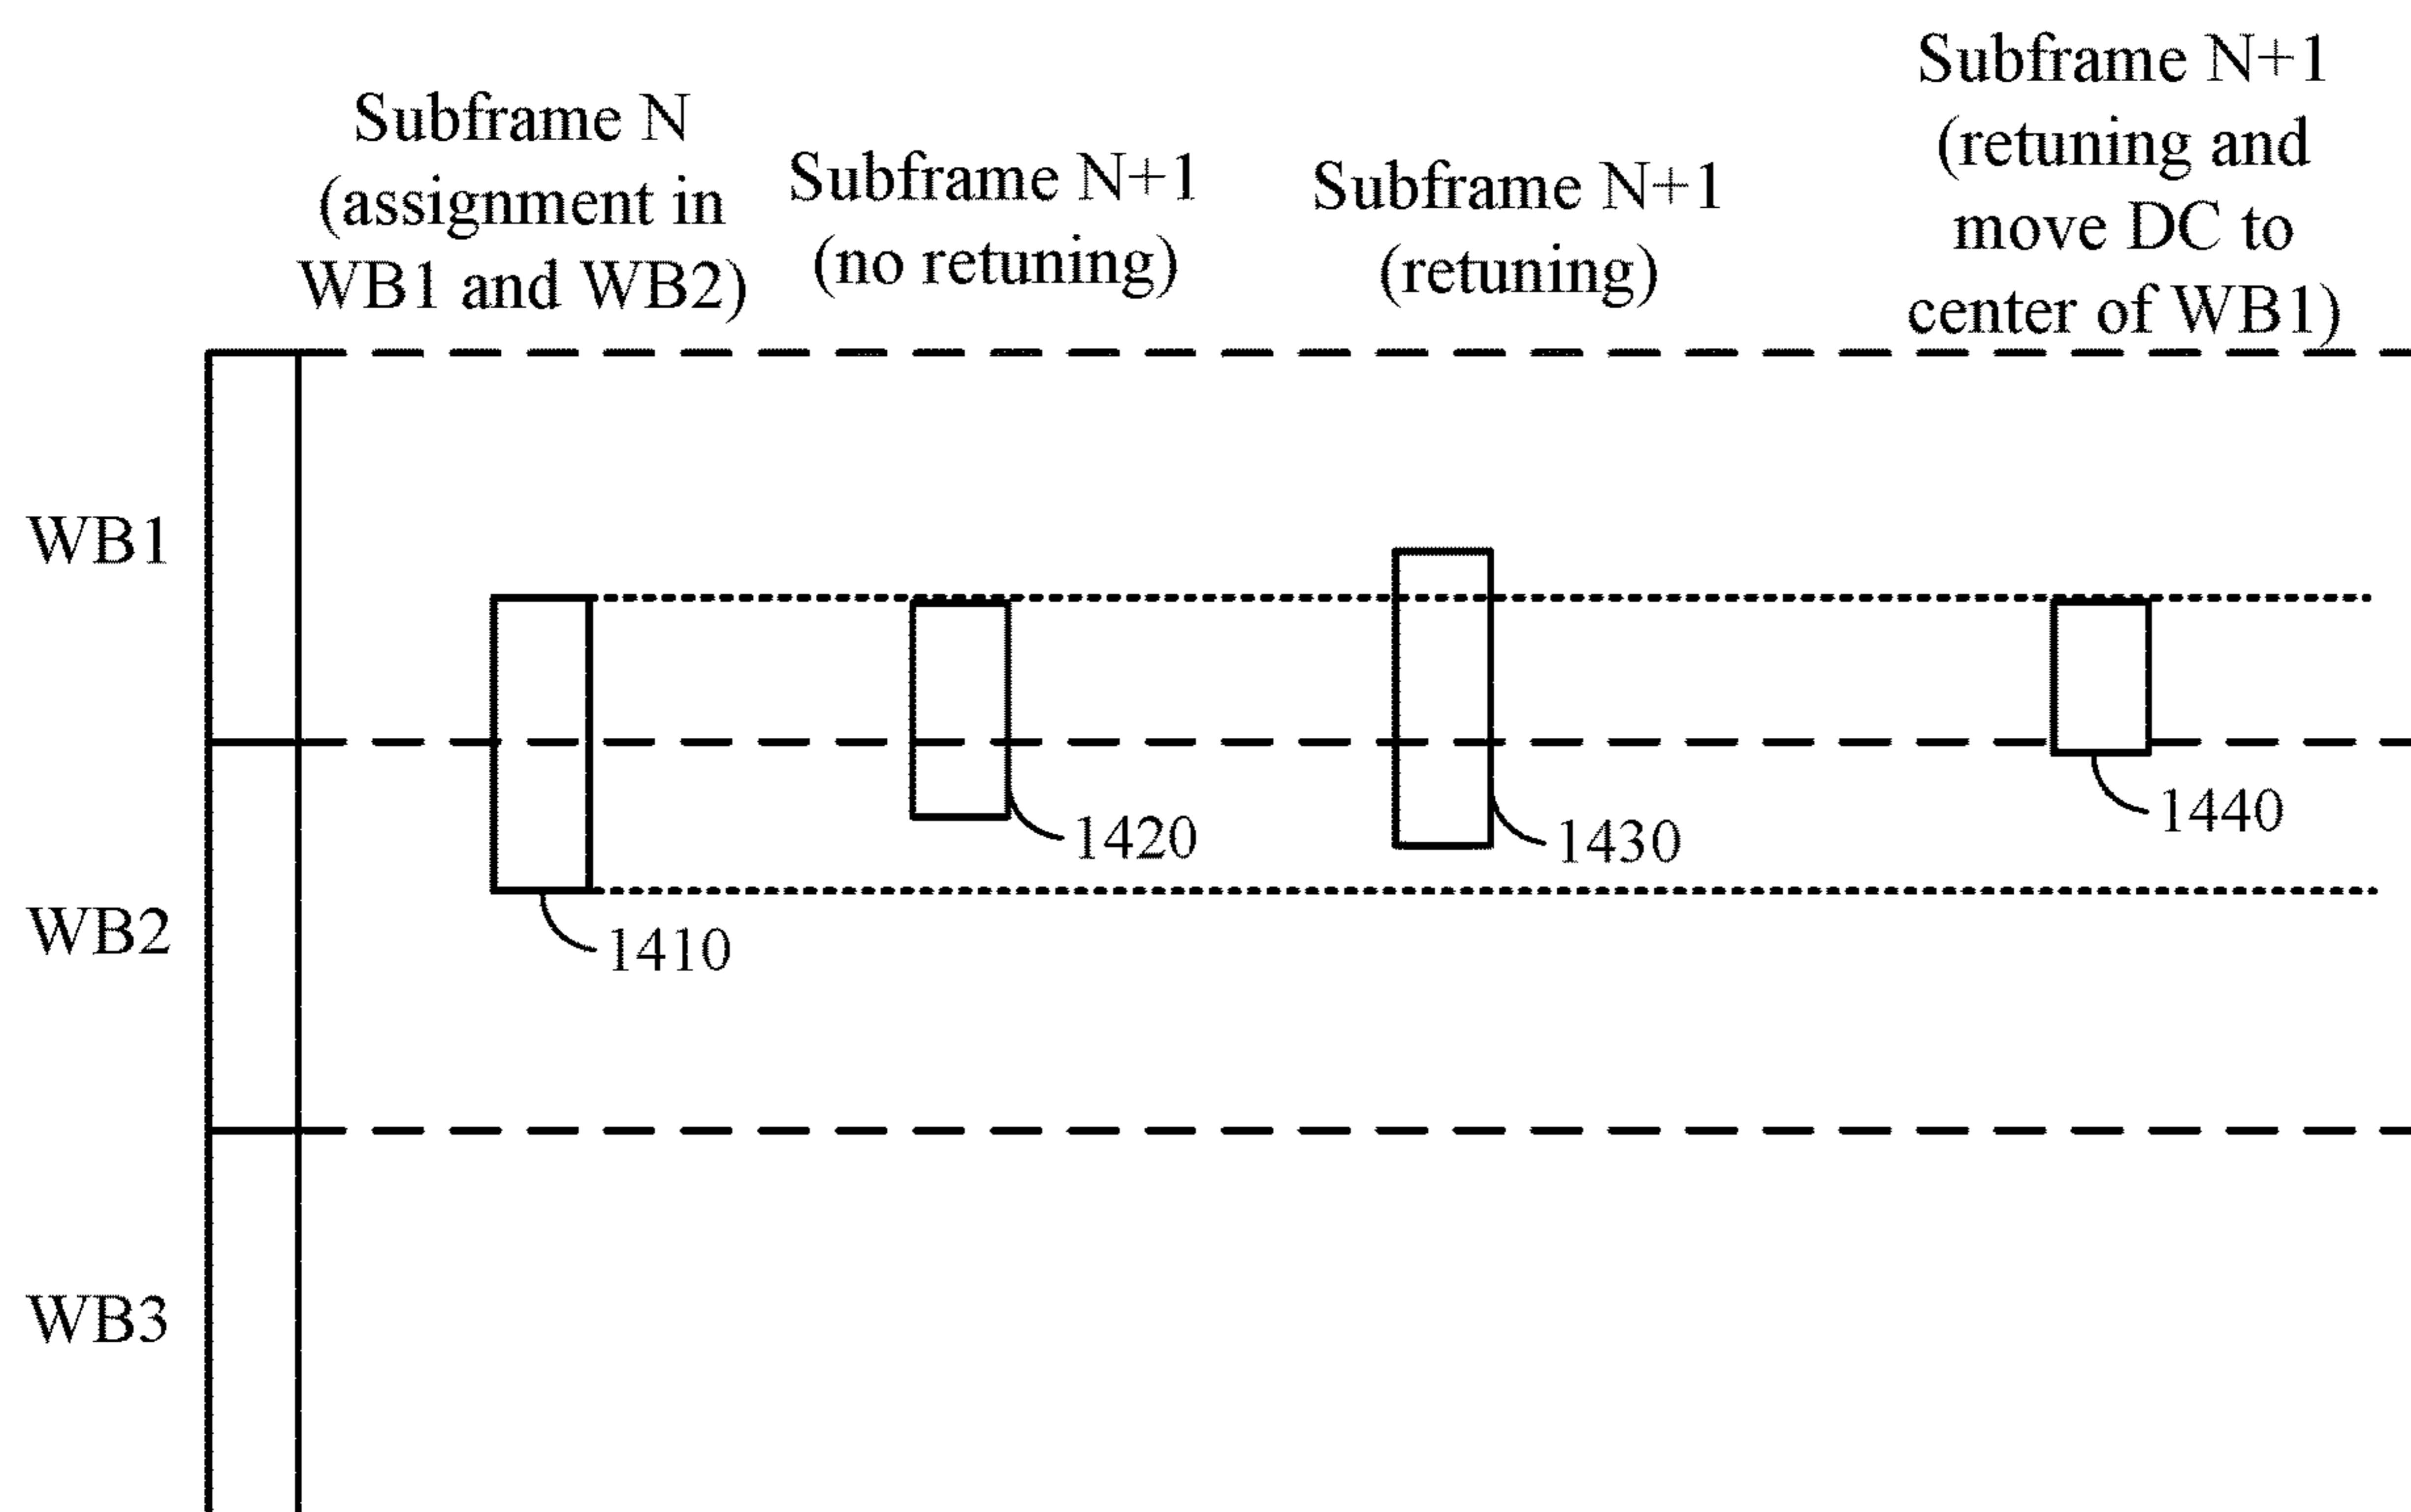 Subframe N
(assignment in
WB1 and WB2)
Subframe N+1
(no retuning)
Subframe N+1
(retuning)
Subframe N+1
(retuning and
move DC to
center of WB1)
WB1
1420
1430
1440
WB2
1410
WB3